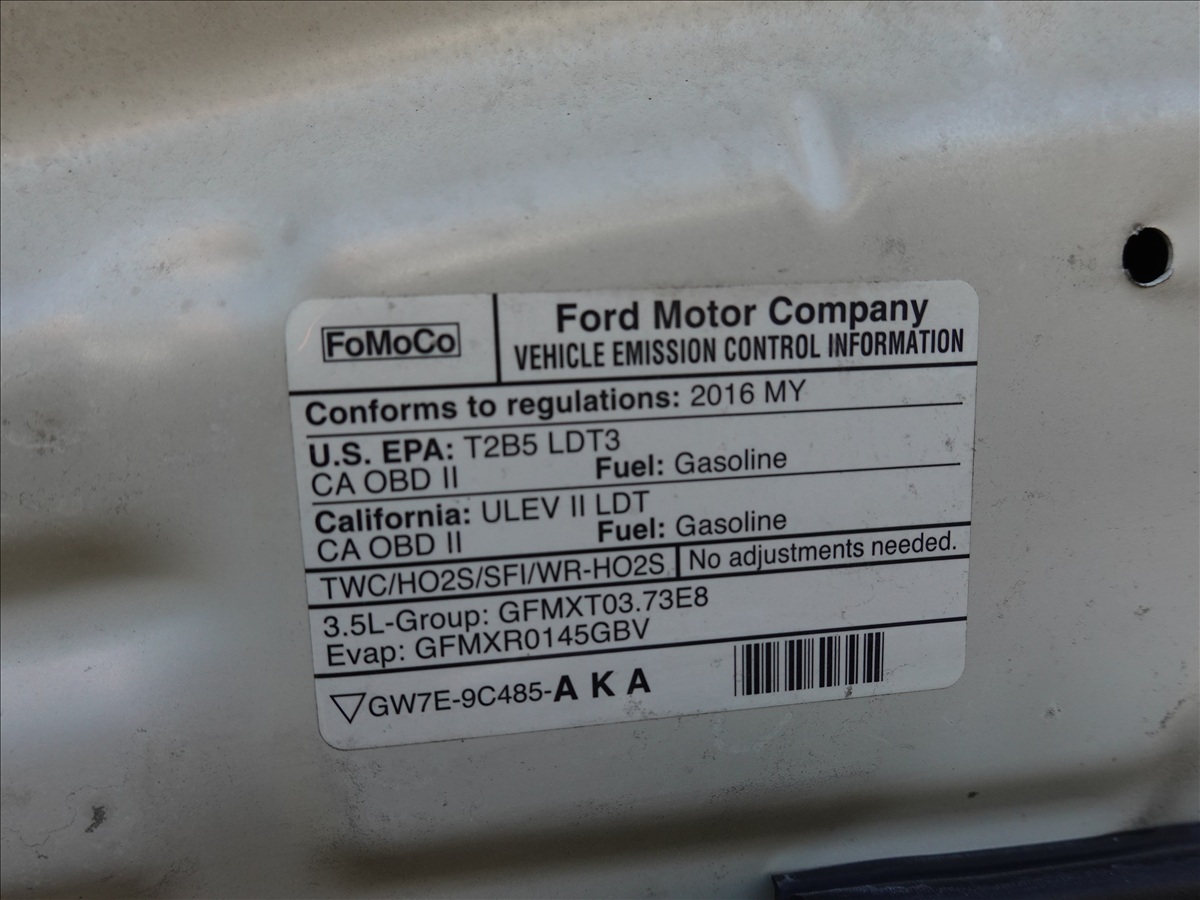 FoMoCo
Ford Motor Company
VEHICLE EMISSION CONTROL INFORMATION
Conforms to regulations: 2016 MY
U.S. EPA: T2B5 LDT3
CA OBD II Fuel: Gasoline
California: ULEV II LDT
CA OBD II Fuel: Gasoline
TWC/HO2S/SFI/WR-HO2S No adjustments needed.
3.5L-Group: GFMXT03.73E8
Evap: GFMXR0145GBV
GW7E-9C485-A K A